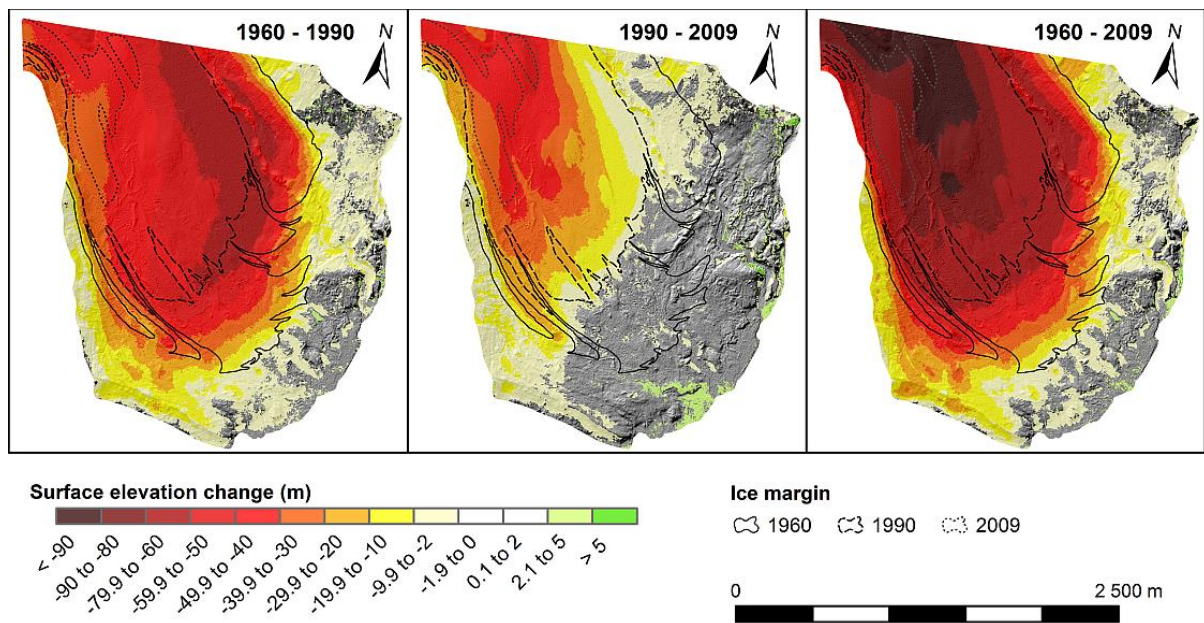 1960 - 1990
N
1990 - 2009
N
1960 - 2009
N
Surface elevation change (m)
< -90
-90 to -80
-79.9 to -60
-59.9 to -50
-49.9 to -40
-39.9 to -30
-29.9 to -20
-19.9 to -10
-9.9 to -2
-1.9 to 0
0.1 to 2
2.1 to 5
> 5
Ice margin
1960
1990
2009
0
2 500 m